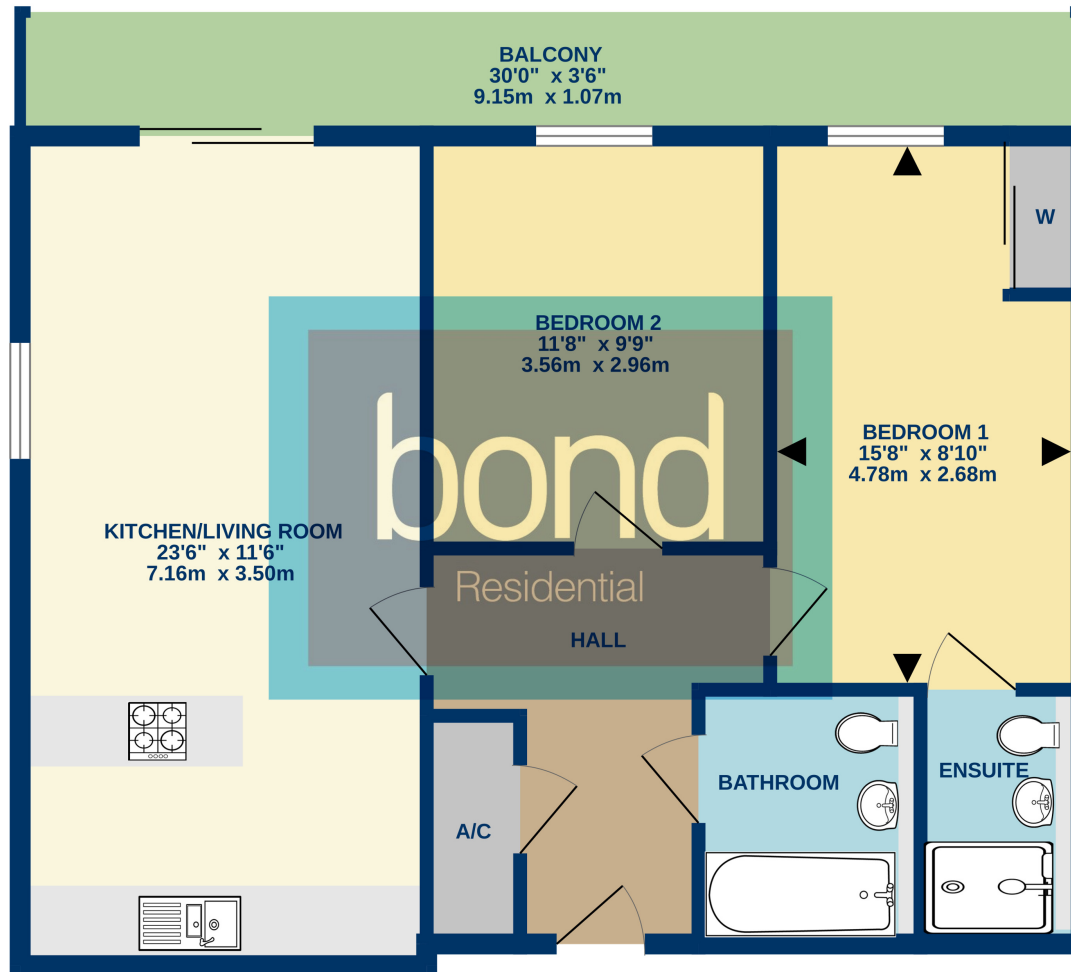 BALCONY
30'0" x 3'6"
9.15m x 1.07m
W
BEDROOM 2
11'8" x 9'9"
3.56m x 2.96m
bond
BEDROOM 1
15'8" x 8'10"
4.78m x 2.68m
KITCHEN/LIVING ROOM
23'6" x 11'6"
7.16m x 3.50m
Residential
HALL
BATHROOM
ENSUITE
A/C